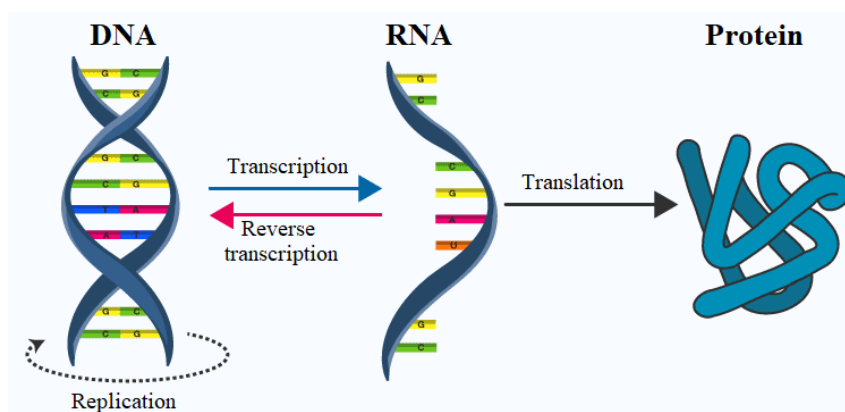 DNA
RNA
Protein
G C
C G
G C
C G
T A
A T
G C
C G
Transcription
Reverse
transcription
Replication
G
C
C
G
A
U
G
C
Translation